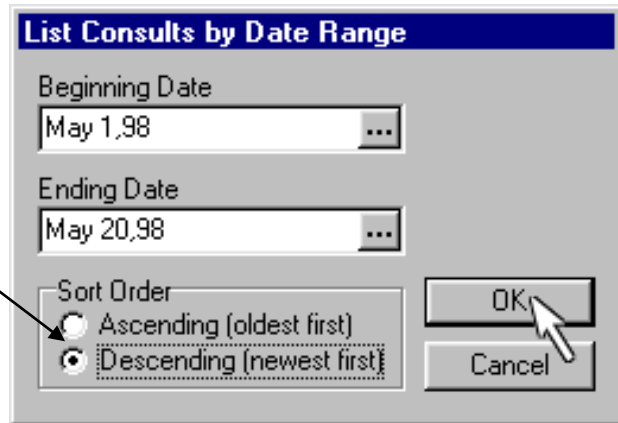 List Consults by Date Range
Beginning Date
May 1,98
...
Ending Date
May 20,98
...
Sort Order
Ascending (oldest first)
Descending (newest first)
OK
Cancel